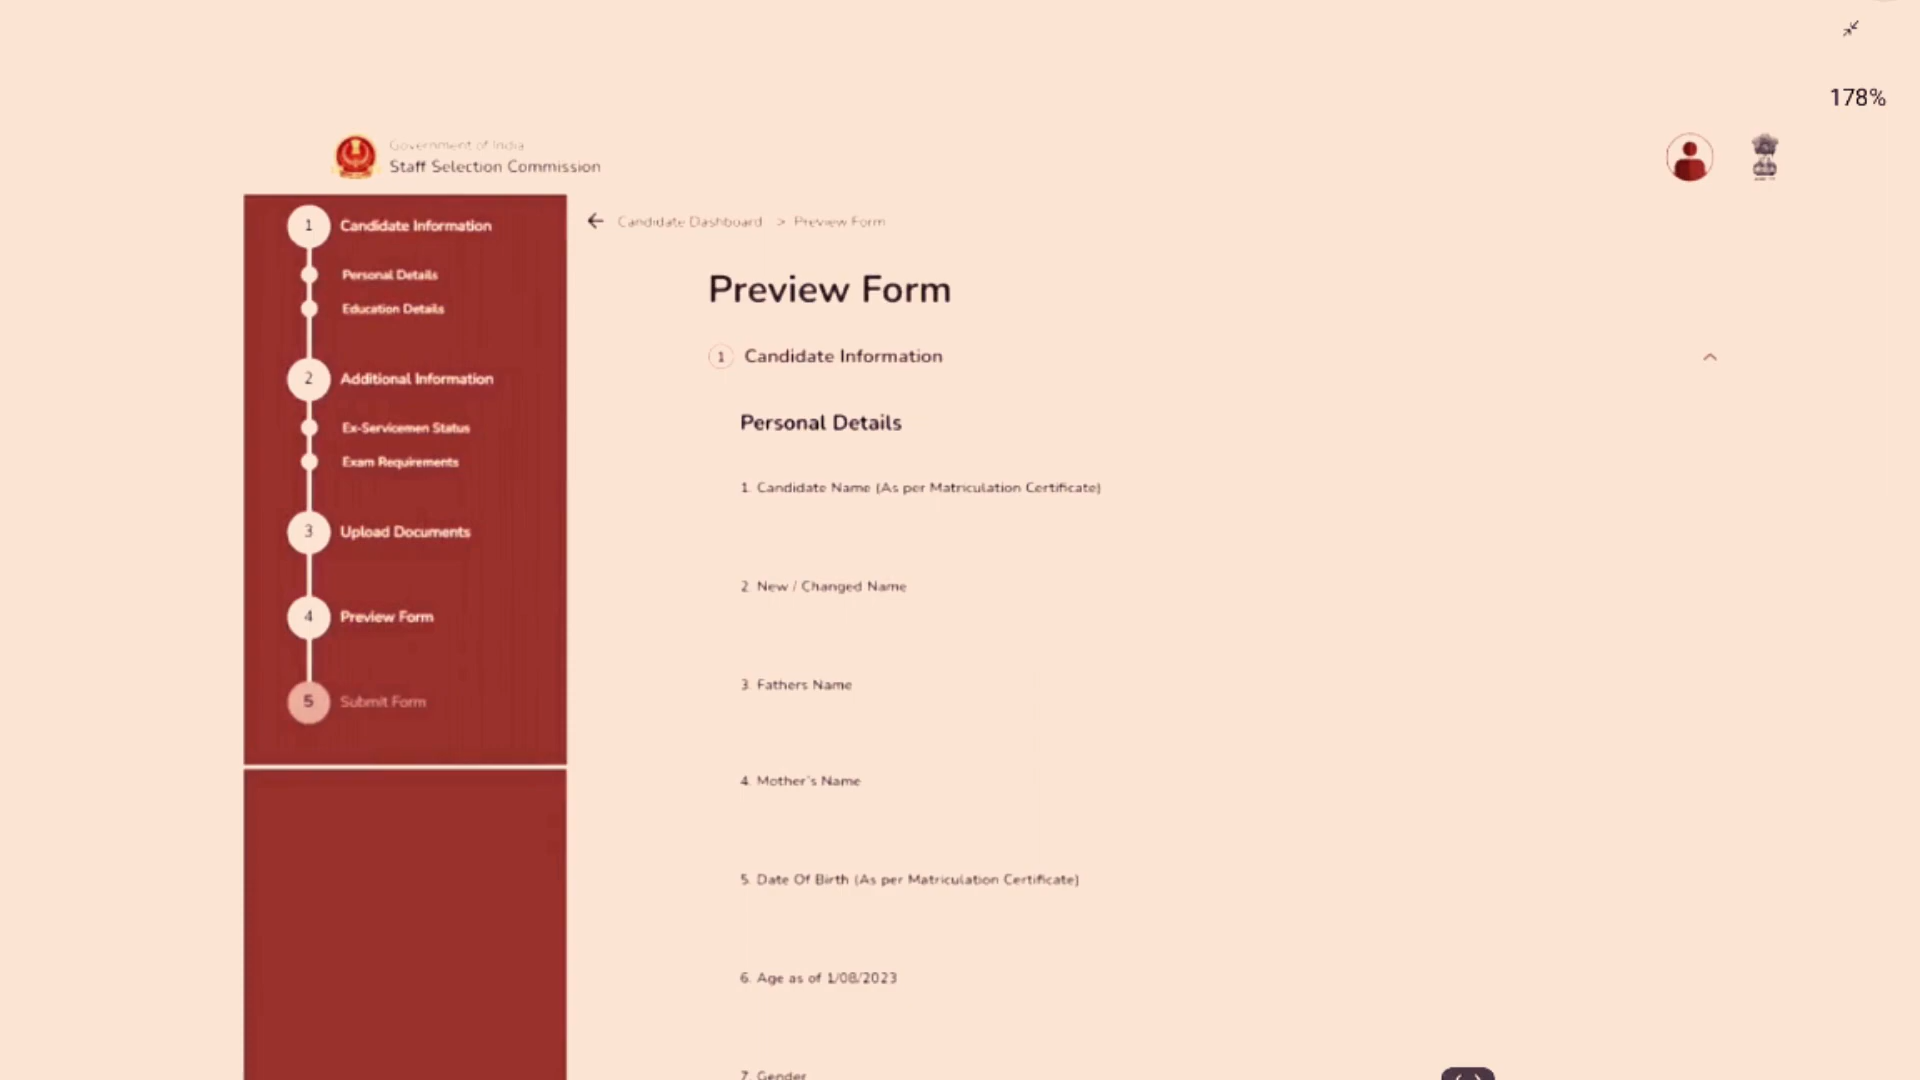 178%
Government of India
Staff Selection Commission
1 Candidate Information
Personal Details
Education Details
2 Additional Information
Ex-Servicemen Status
Exam Requirements
3 Upload Documents
4 Preview Form
5 Submit Form
Candidate Dashboard > Preview Form
Preview Form
1 Candidate Information
Personal Details
1. Candidate Name (As per Matriculation Certificate)
2. New / Changed Name
3. Fathers Name
4. Mother's Name
5. Date Of Birth (As per Matriculation Certificate)
6. Age as of 1/08/2023
7. Gender